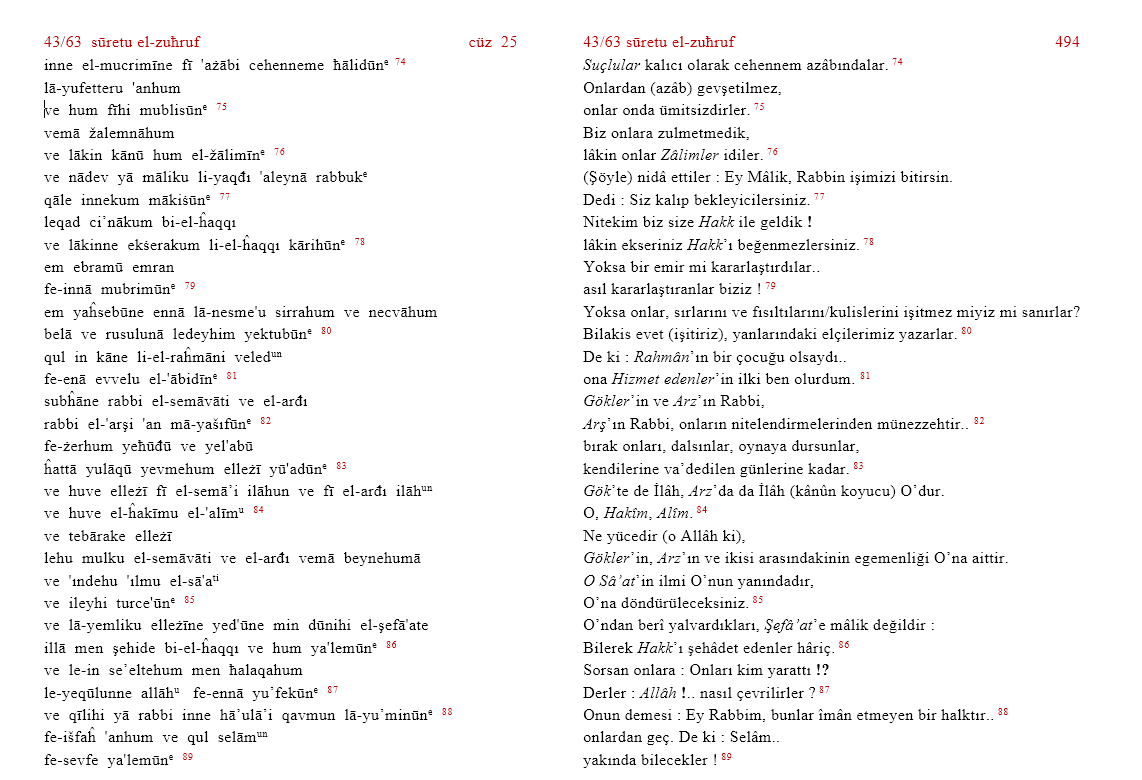 43/63 sūretu el-zuħruf cüz 25
inne el-mucrimīne fī 'ażābi cehenneme ħālidūnᵉ 74
lā-yufetteru 'anhum
ve hum fīhi mublisūnᵉ 75
vemā žalemnāhum
ve lākin kānū hum el-žālimīnᵉ 76
ve nādev yā māliku li-yaqđı 'aleynā rabbukᵉ
qāle innekum mākiŝūnᵉ 77
leqad ci’nākum bi-el-ĥaqqı
ve lākinne ekŝerakum li-el-ĥaqqı kārihūnᵉ 78
em ebramū emran
fe-innā mubrimūnᵉ 79
em yaĥsebūne ennā lā-nesme'u sirrahum ve necvāhum
belā ve rusulunā ledeyhim yektubūnᵉ 80
qul in kāne li-el-raĥmāni veledᵘⁿ
fe-enā evvelu el-'ābidīnᵉ 81
subĥāne rabbi el-semāvāti ve el-arđı
rabbi el-'arşi 'an mā-yašıfūnᵉ 82
fe-żerhum yeħūđū ve yel'abū
ĥattā yulāqū yevmehum elleżī yū'adūnᵉ 83
ve huve elleżī fī el-semā’i ilāhun ve fī el-arđı ilāhᵘⁿ
ve huve el-ĥakīmu el-'alīmᵘ 84
ve tebārake elleżī
lehu mulku el-semāvāti ve el-arđı vemā beynehumā
ve 'ındehu 'ılmu el-sā'aᵗⁱ
ve ileyhi turce'ūnᵉ 85
ve lā-yemliku elleżīne yed'ūne min dūnihi el-şefā'ate
illā men şehide bi-el-ĥaqqı ve hum ya'lemūnᵉ 86
ve le-in se’eltehum men ħalaqahum
le-yeqūlunne allāhᵘ fe-ennā yu’fekūnᵉ 87
ve qīlihi yā rabbi inne hā’ulā’i qavmun lā-yu’minūnᵉ 88
fe-išfaĥ 'anhum ve qul selāmᵘⁿ
fe-sevfe ya'lemūnᵉ 89
43/63 sūretu el-zuħruf 494
Suçlular kalıcı olarak cehennem azâbındalar. 74
Onlardan (azâb) gevşetilmez,
onlar onda ümitsizdirler. 75
Biz onlara zulmetmedik,
lâkin onlar Zâlimler idiler. 76
(Şöyle) nidâ ettiler : Ey Mâlik, Rabbin işimizi bitirsin.
Dedi : Siz kalıp bekleyicilersiniz. 77
Nitekim biz size Hakk ile geldik !
lâkin ekseriniz Hakk’ı beğenmezlersiniz. 78
Yoksa bir emir mi kararlaştırdılar..
asıl kararlaştıranlar biziz ! 79
Yoksa onlar, sırlarını ve fısıltılarını/kulislerini işitmez miyiz mi sanırlar?
Bilakis evet (işitiriz), yanlarındaki elçilerimiz yazarlar. 80
De ki : Rahmân’ın bir çocuğu olsaydı..
ona Hizmet edenler’in ilki ben olurdum. 81
Gökler’in ve Arz’ın Rabbi,
Arş’ın Rabbi, onların nitelendirmelerinden münezzehtir.. 82
bırak onları, dalsınlar, oynaya dursunlar,
kendilerine va’dedilen günlerine kadar. 83
Gök’te de İlâh, Arz’da da İlâh (kânûn koyucu) O’dur.
O, Hakîm, Alîm. 84
Ne yücedir (o Allâh ki),
Gökler’in, Arz’ın ve ikisi arasındakinin egemenliği O’na aittir.
O Sâ’at’in ilmi O’nun yanındadır,
O’na döndürüleceksiniz. 85
O’ndan berî yalvardıkları, Şefâ’at’e mâlik değildir :
Bilerek Hakk’ı şehâdet edenler hâriç. 86
Sorsan onlara : Onları kim yarattı !?
Derler : Allâh !.. nasıl çevrilirler ? 87
Onun demesi : Ey Rabbim, bunlar îmân etmeyen bir halktır.. 88
onlardan geç. De ki : Selâm..
yakında bilecekler ! 89